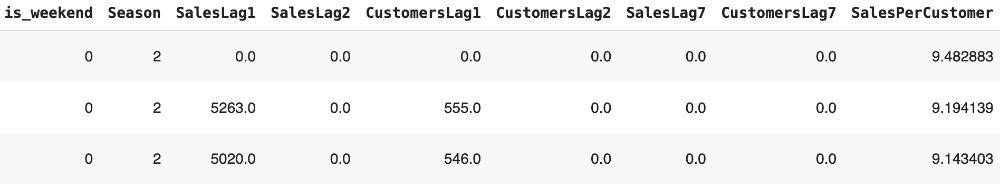 is_weekend Season SalesLag1 SalesLag2 CustomersLag1 CustomersLag2 SalesLag7 CustomersLag7 SalesPerCustomer
0 2 0.0 0.0 0.0 0.0 0.0 0.0 9.482883
0 2 5263.0 0.0 555.0 0.0 0.0 0.0 9.194139
0 2 5020.0 0.0 546.0 0.0 0.0 0.0 9.143403